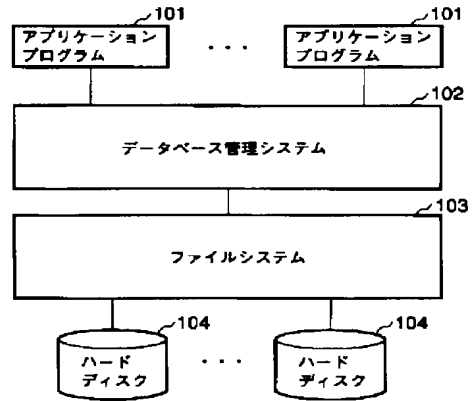 101
101
アプリケーション
プログラム
・・・
アプリケーション
プログラム
102
データベース管理システム
103
ファイルシステム
104
104
ハード
ディスク
・・・
ハード
ディスク